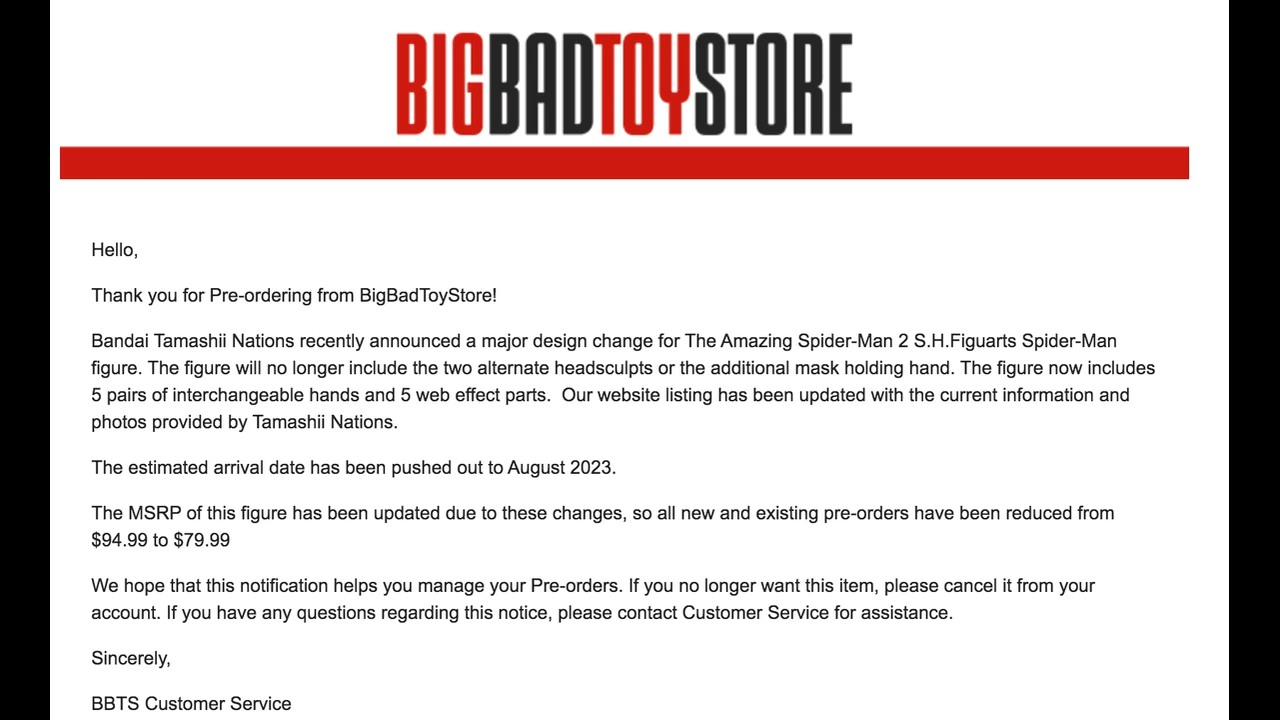 BIGBADTOYSTORE
Hello,
Thank you for Pre-ordering from BigBadToyStore!
Bandai Tamashii Nations recently announced a major design change for The Amazing Spider-Man 2 S.H.Figuarts Spider-Man
figure. The figure will no longer include the two alternate headsculpts or the additional mask holding hand. The figure now includes
5 pairs of interchangeable hands and 5 web effect parts.  Our website listing has been updated with the current information and
photos provided by Tamashii Nations.
The estimated arrival date has been pushed out to August 2023.
The MSRP of this figure has been updated due to these changes, so all new and existing pre-orders have been reduced from
$94.99 to $79.99
We hope that this notification helps you manage your Pre-orders. If you no longer want this item, please cancel it from your
account. If you have any questions regarding this notice, please contact Customer Service for assistance.
Sincerely,
BBTS Customer Service